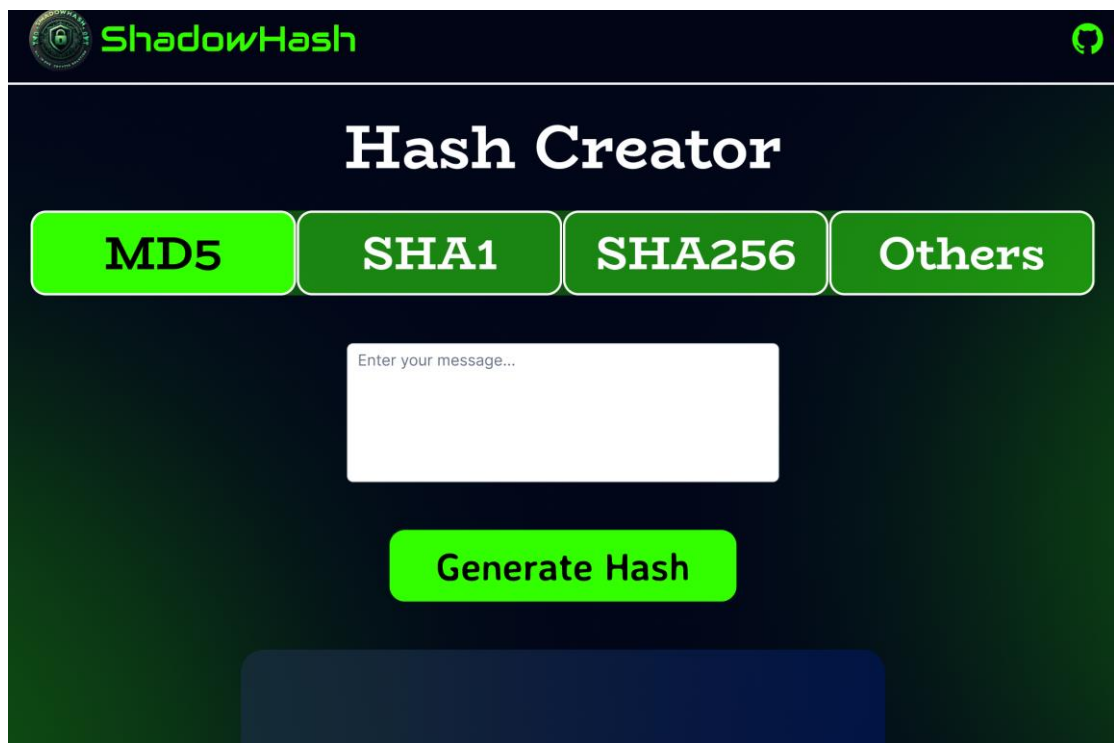 ShadowHash
Hash Creator
MD5
SHA1
SHA256
Others
Enter your message...
Generate Hash